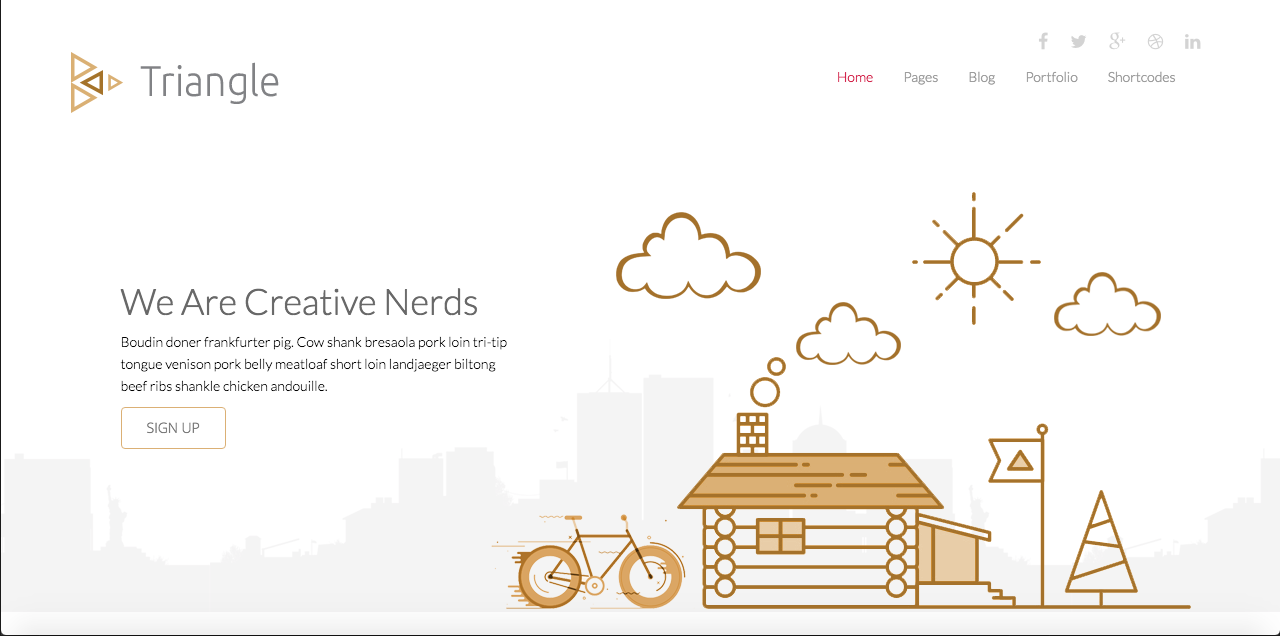 Triangle
Home Pages Blog Portfolio Shortcodes
We Are Creative Nerds
Boudin doner frankfurter pig. Cow shank bresaola pork loin tri-tip
tongue venison pork belly meatloaf short loin landjaeger biltong
beef ribs shankle chicken andouille.
SIGN UP